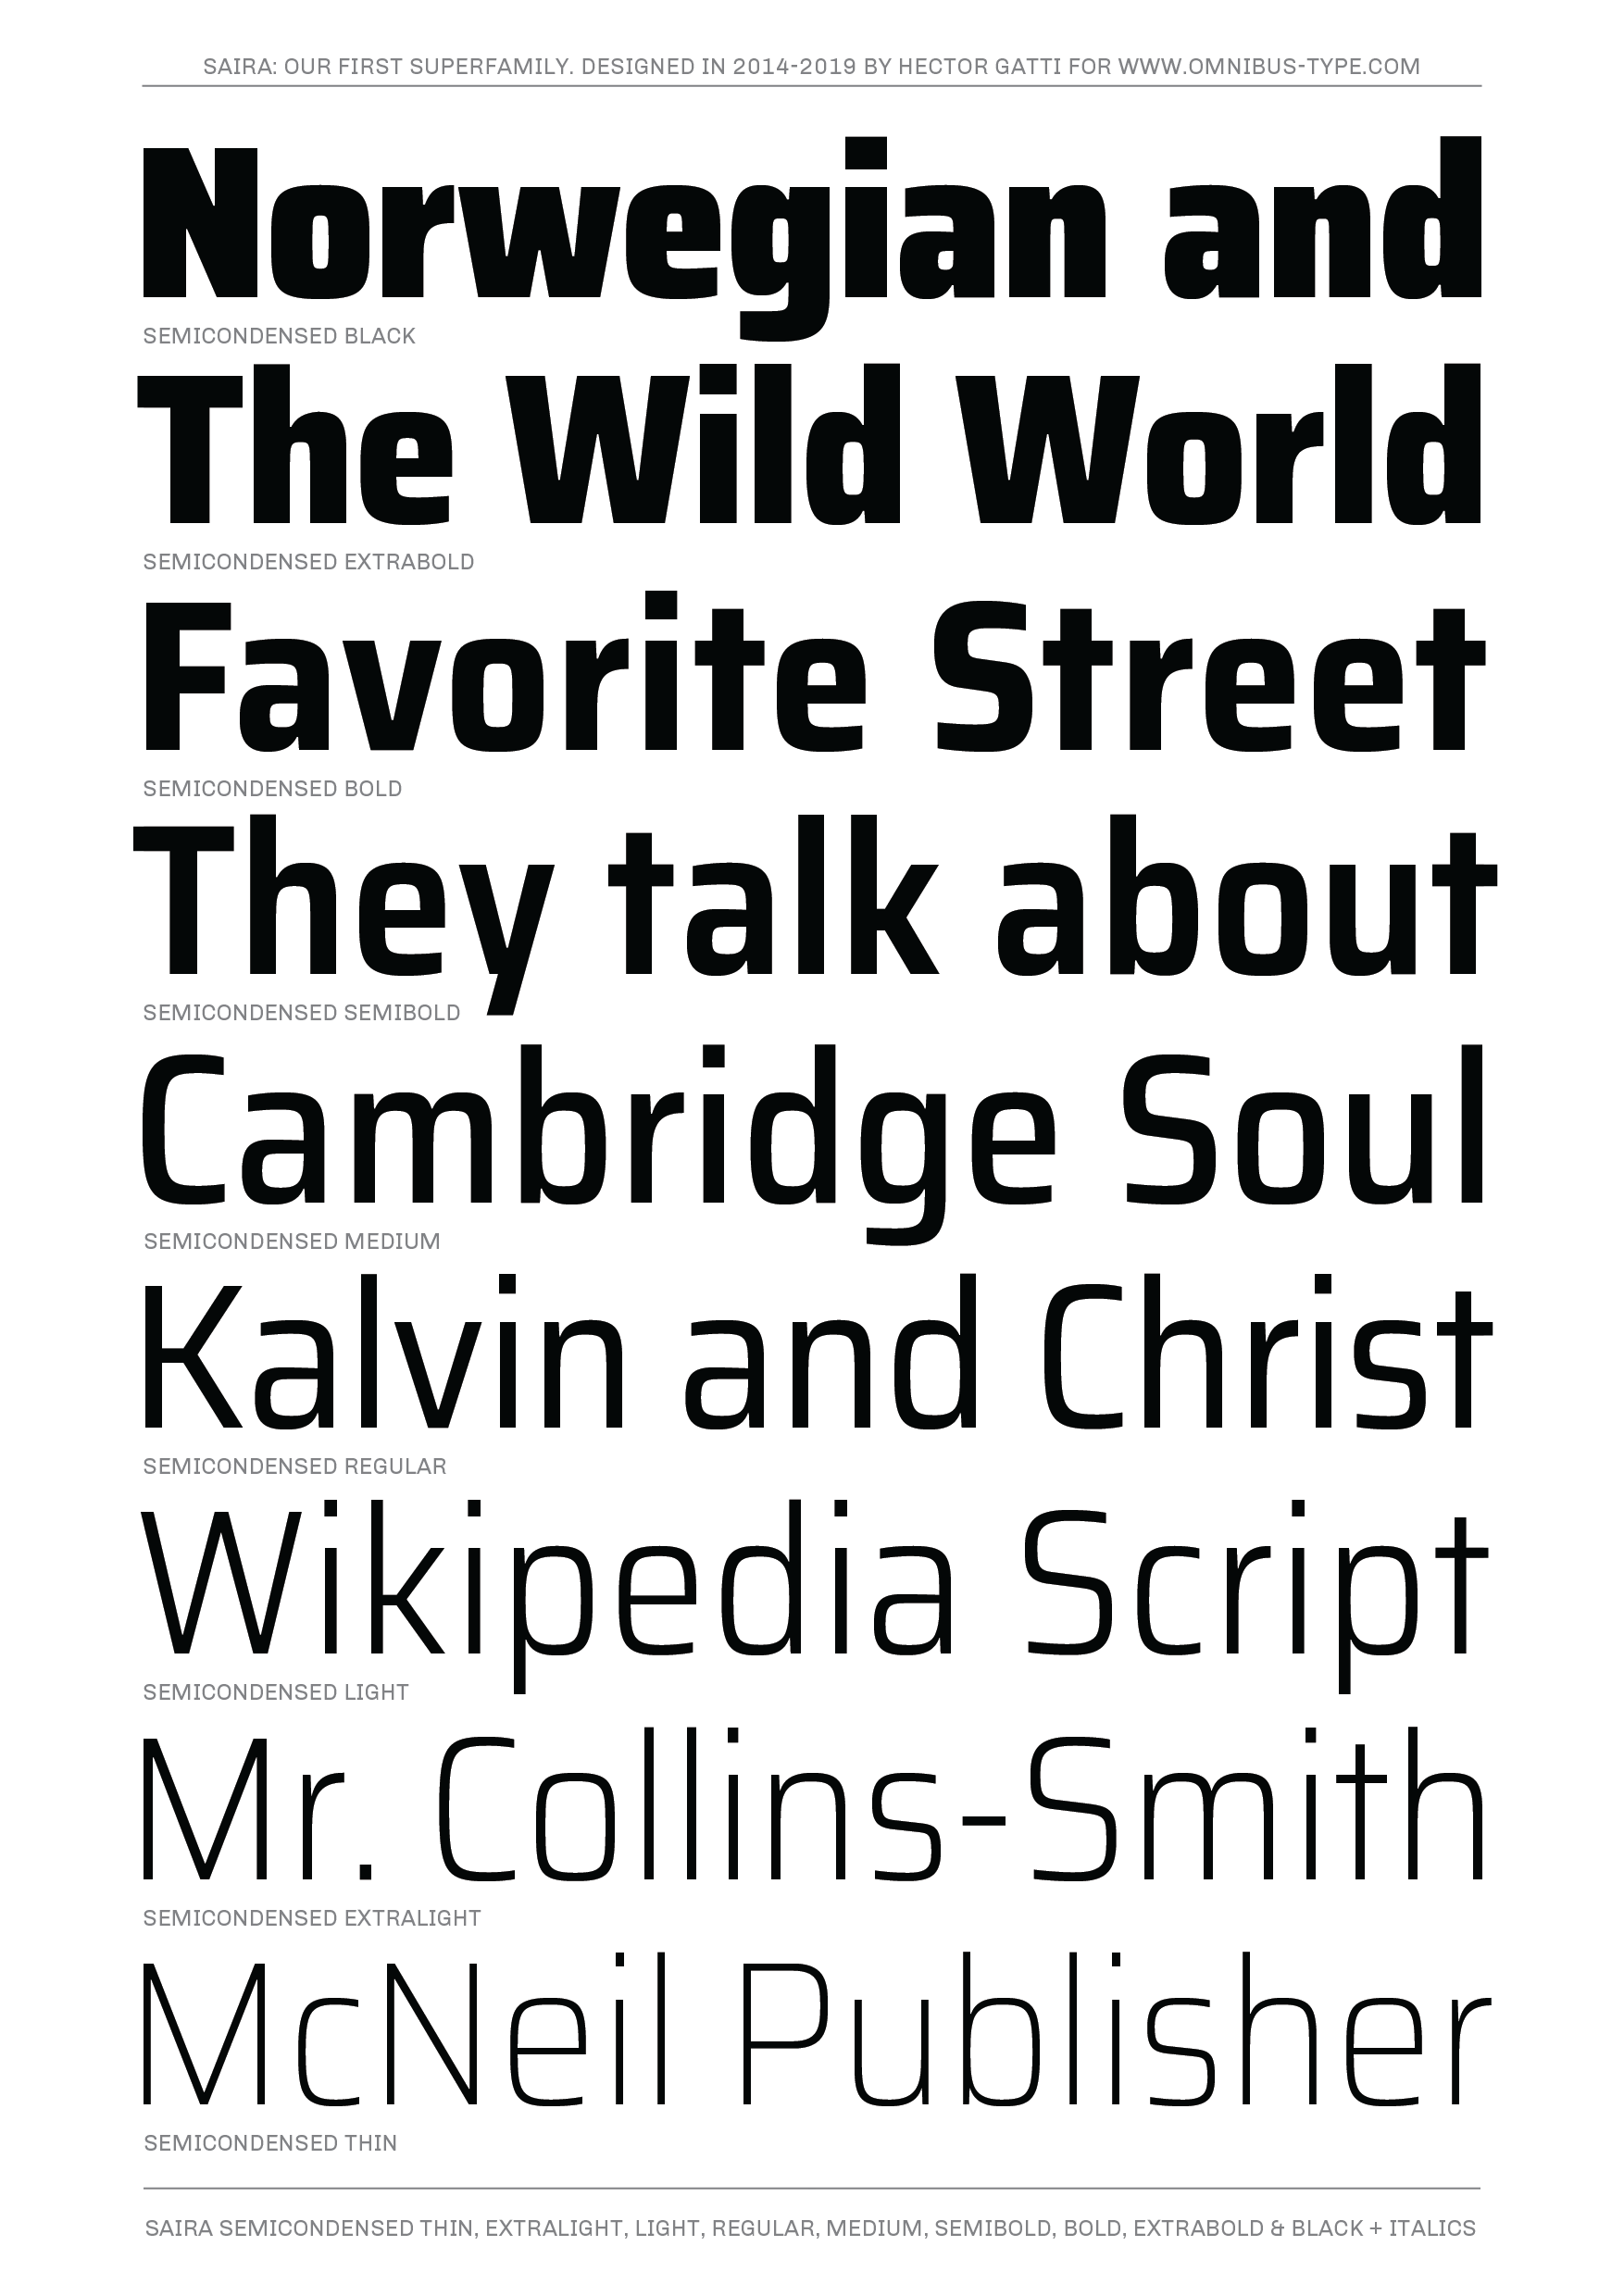 SAIRA: OUR FIRST SUPERFAMILY. DESIGNED IN 2014-2019 BY HECTOR GATTI FOR WWW.OMNIBUS-TYPE.COM
Norwegian and
SEMICONDENSED BLACK
The Wild World
SEMICONDENSED EXTRABOLD
Favorite Street
SEMICONDENSED BOLD
They talk about
SEMICONDENSED SEMIBOLD
Cambridge Soul
SEMICONDENSED MEDIUM
Kalvin and Christ
SEMICONDENSED REGULAR
Wikipedia Script
SEMICONDENSED LIGHT
Mr. Collins-Smith
SEMICONDENSED EXTRALIGHT
McNeil Publisher
SEMICONDENSED THIN
SAIRA SEMICONDENSED THIN, EXTRALIGHT, LIGHT, REGULAR, MEDIUM, SEMIBOLD, BOLD, EXTRABOLD & BLACK + ITALICS